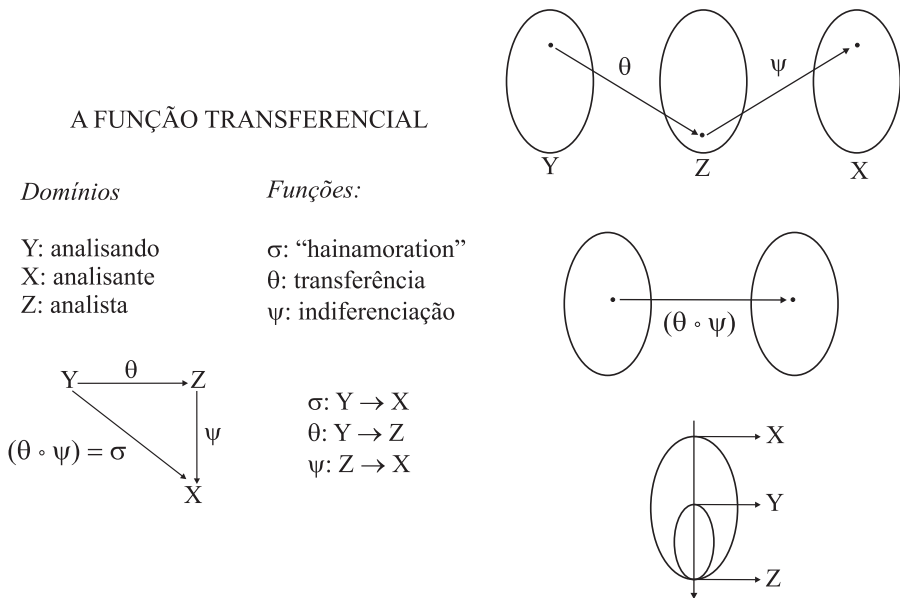 A FUNÇÃO TRANSFERENCIAL
Domínios
Y: analisando
X: analisante
Z: analista
Funções:
σ: “hainamoration”
θ: transferência
ψ: indiferenciação
Y θ Z
ψ
(θ ∘ ψ) = σ
X
σ: Y → X
θ: Y → Z
ψ: Z → X
θ ψ
Y Z X
(θ ∘ ψ)
X
Y
Z